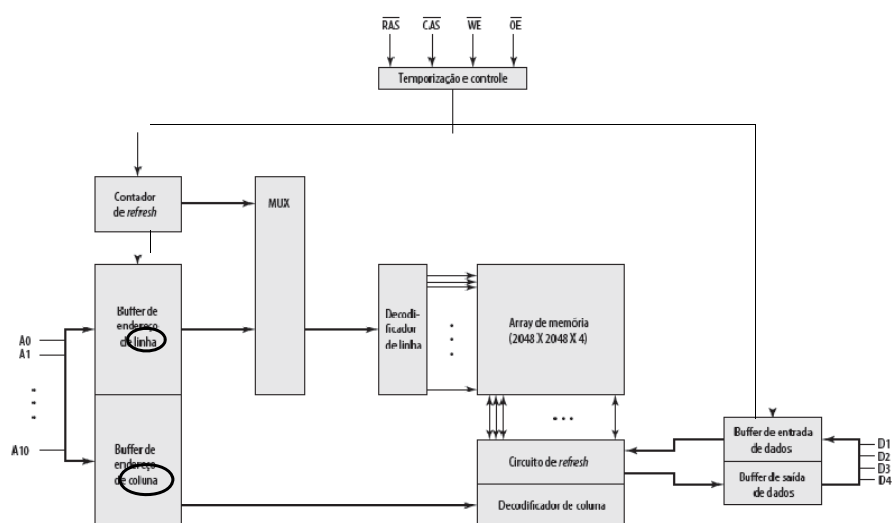 RAS CAS WE OE
Temporização e controle
Contador
de refresh
MUX
Buffer de
endereço
de linha
Decodi-
ficador
de linha
Array de memória
(2048 X 2048 X 4)
A0
A1
A10
Buffer de
endereço
de coluna
Circuito de refresh
Decodificador de coluna
Buffer de entrada
de dados
Buffer de saída
de dados
D1
D2
D3
D4